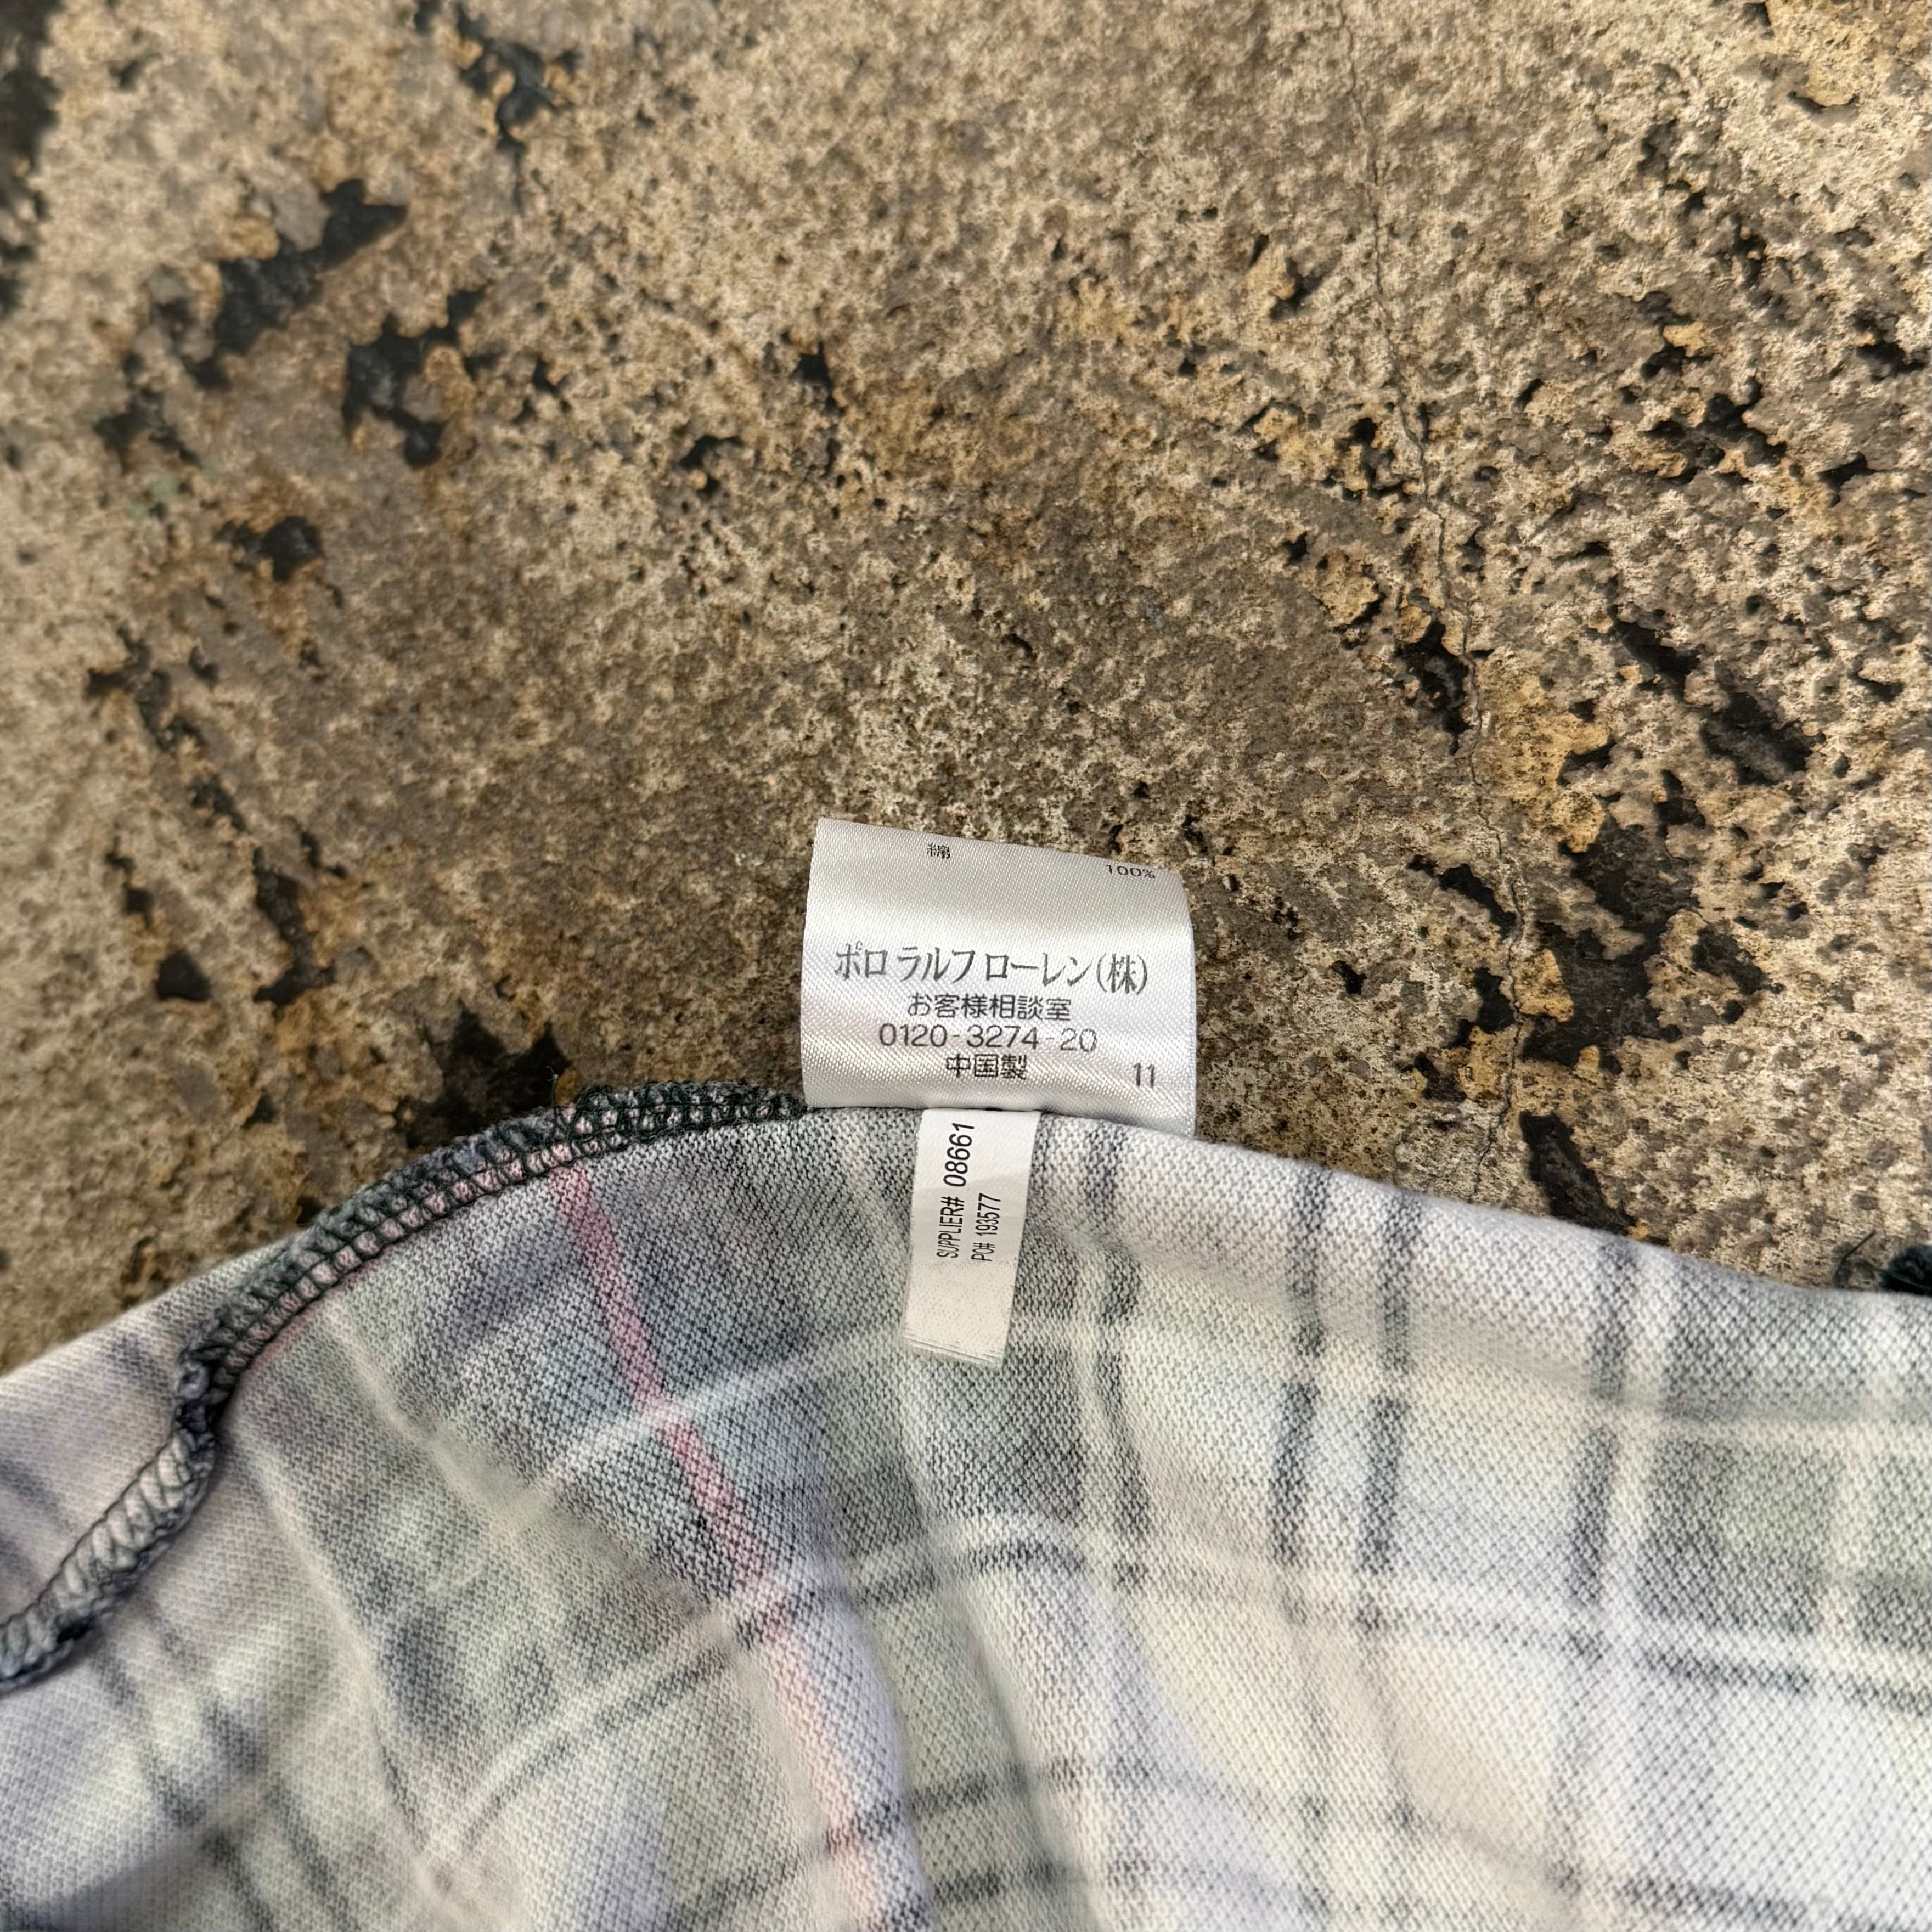 綿 100%
ポロ ラルフ ローレン(株)
お客様相談室
0120-3274-20
中国製 11
SUPPLIER# 08661
PO# 193577